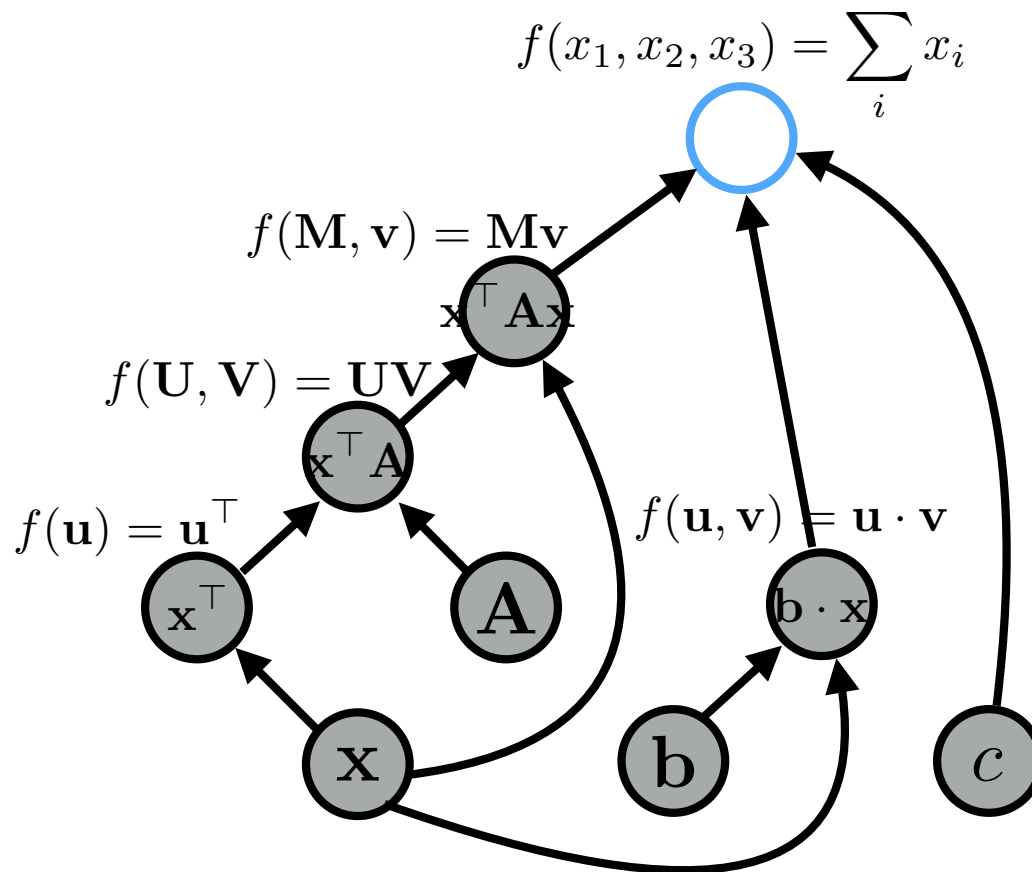 f(x₁, x₂, x₃) = ∑ᵢ xᵢ
f(𝐌, 𝐯) = 𝐌𝐯
𝐱⊤𝐀𝐱
f(𝐔, 𝐕) = 𝐔𝐕
𝐱⊤𝐀
f(𝐮) = 𝐮⊤
f(𝐮, 𝐯) = 𝐮 · 𝐯
𝐱⊤
𝐀
𝐛 · 𝐱
𝐱
𝐛
c